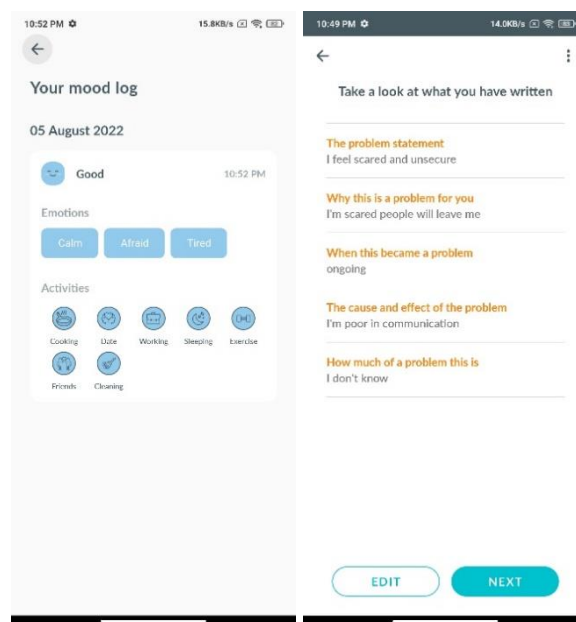 10:52 PM
15.8KB/s
Your mood log
05 August 2022
Good
10:52 PM
Emotions
Calm Afraid Tired
Activities
Cooking Date Working Sleeping Exercise
Friends Cleaning
10:49 PM
14.0KB/s
Take a look at what you have written
The problem statement
I feel scared and unsecure
Why this is a problem for you
I'm scared people will leave me
When this became a problem
ongoing
The cause and effect of the problem
I'm poor in communication
How much of a problem this is
I don't know
EDIT
NEXT